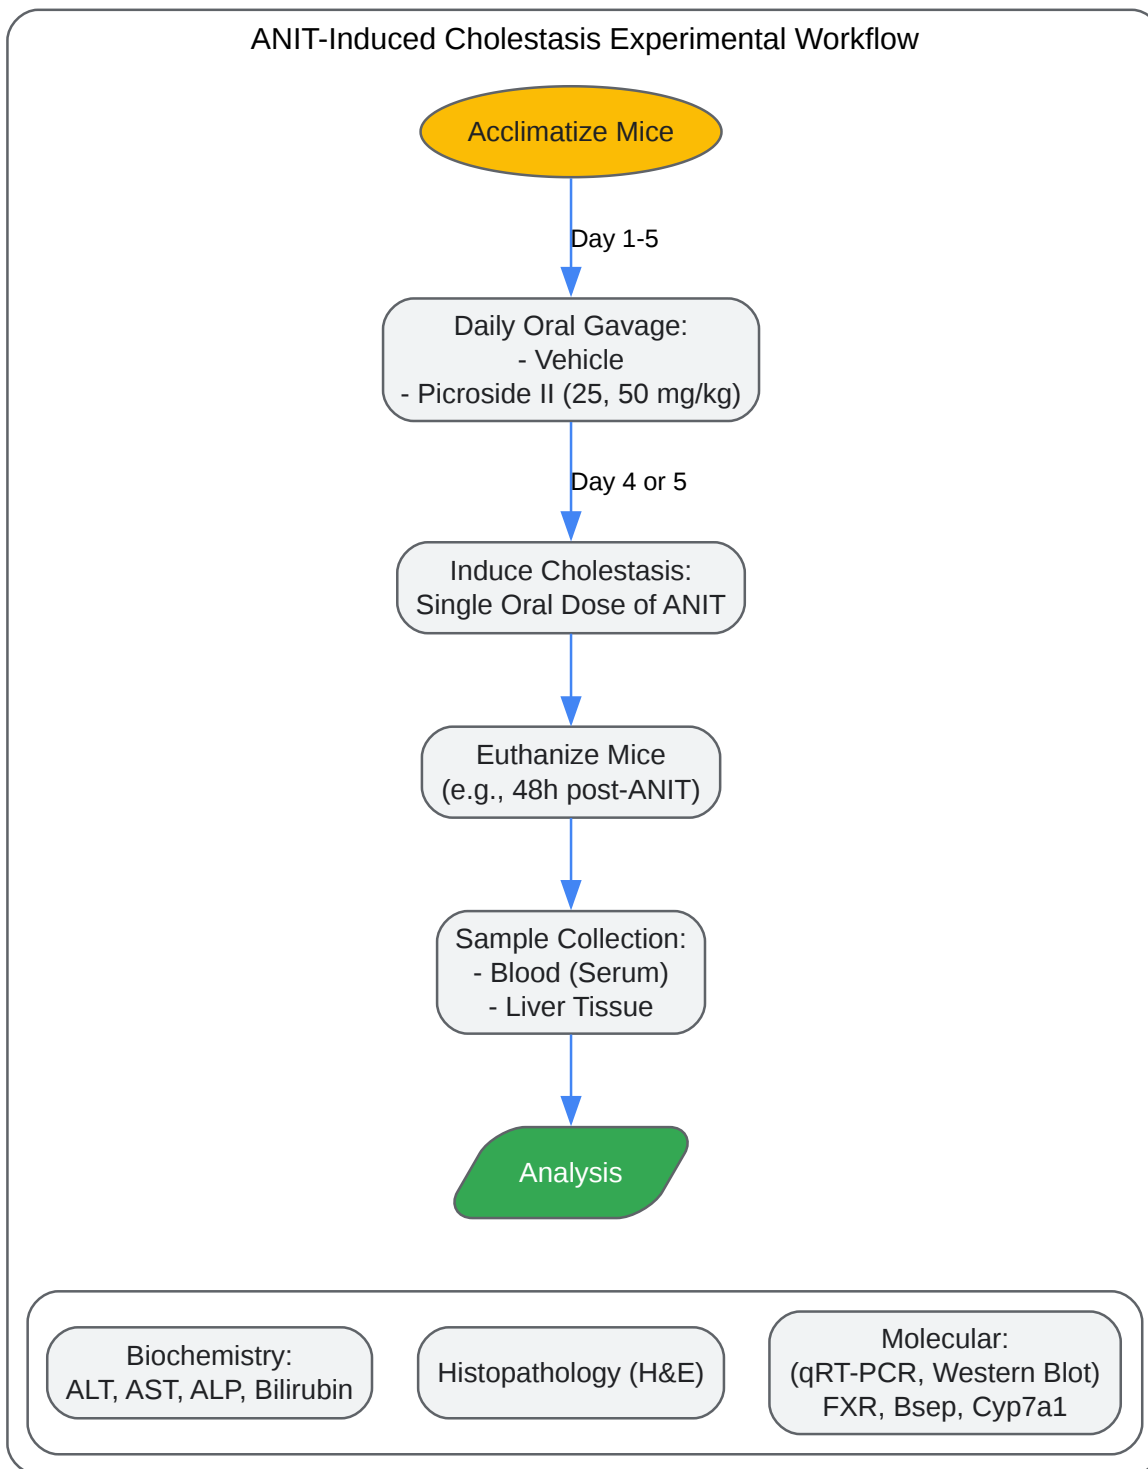 ANIT-Induced Cholestasis Experimental Workflow
Acclimatize Mice
Day 1-5
Daily Oral Gavage:
- Vehicle
- Picroside II (25, 50 mg/kg)
Day 4 or 5
Induce Cholestasis:
Single Oral Dose of ANIT
Euthanize Mice
(e.g., 48h post-ANIT)
Sample Collection:
- Blood (Serum)
- Liver Tissue
Analysis
Biochemistry:
ALT, AST, ALP, Bilirubin
Histopathology (H&E)
Molecular:
(qRT-PCR, Western Blot)
FXR, Bsep, Cyp7a1